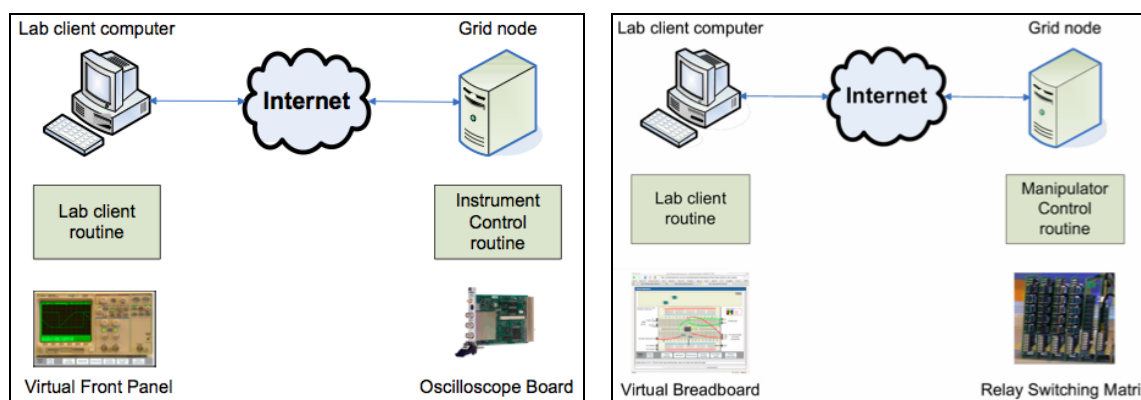 Lab client computer
Grid node
Internet
Lab client
routine
Instrument
Control
routine
Virtual Front Panel
Oscilloscope Board
Lab client computer
Grid node
Internet
Lab client
routine
Manipulator
Control
routine
Virtual Breadboard
Relay Switching Matri